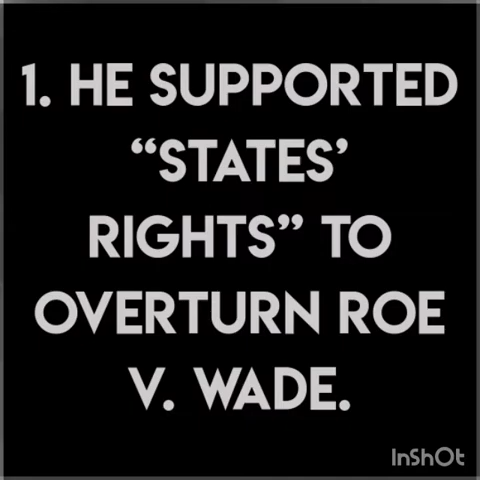 1. HE SUPPORTED
“STATES’
RIGHTS” TO
OVERTURN ROE
V. WADE.
InShOt